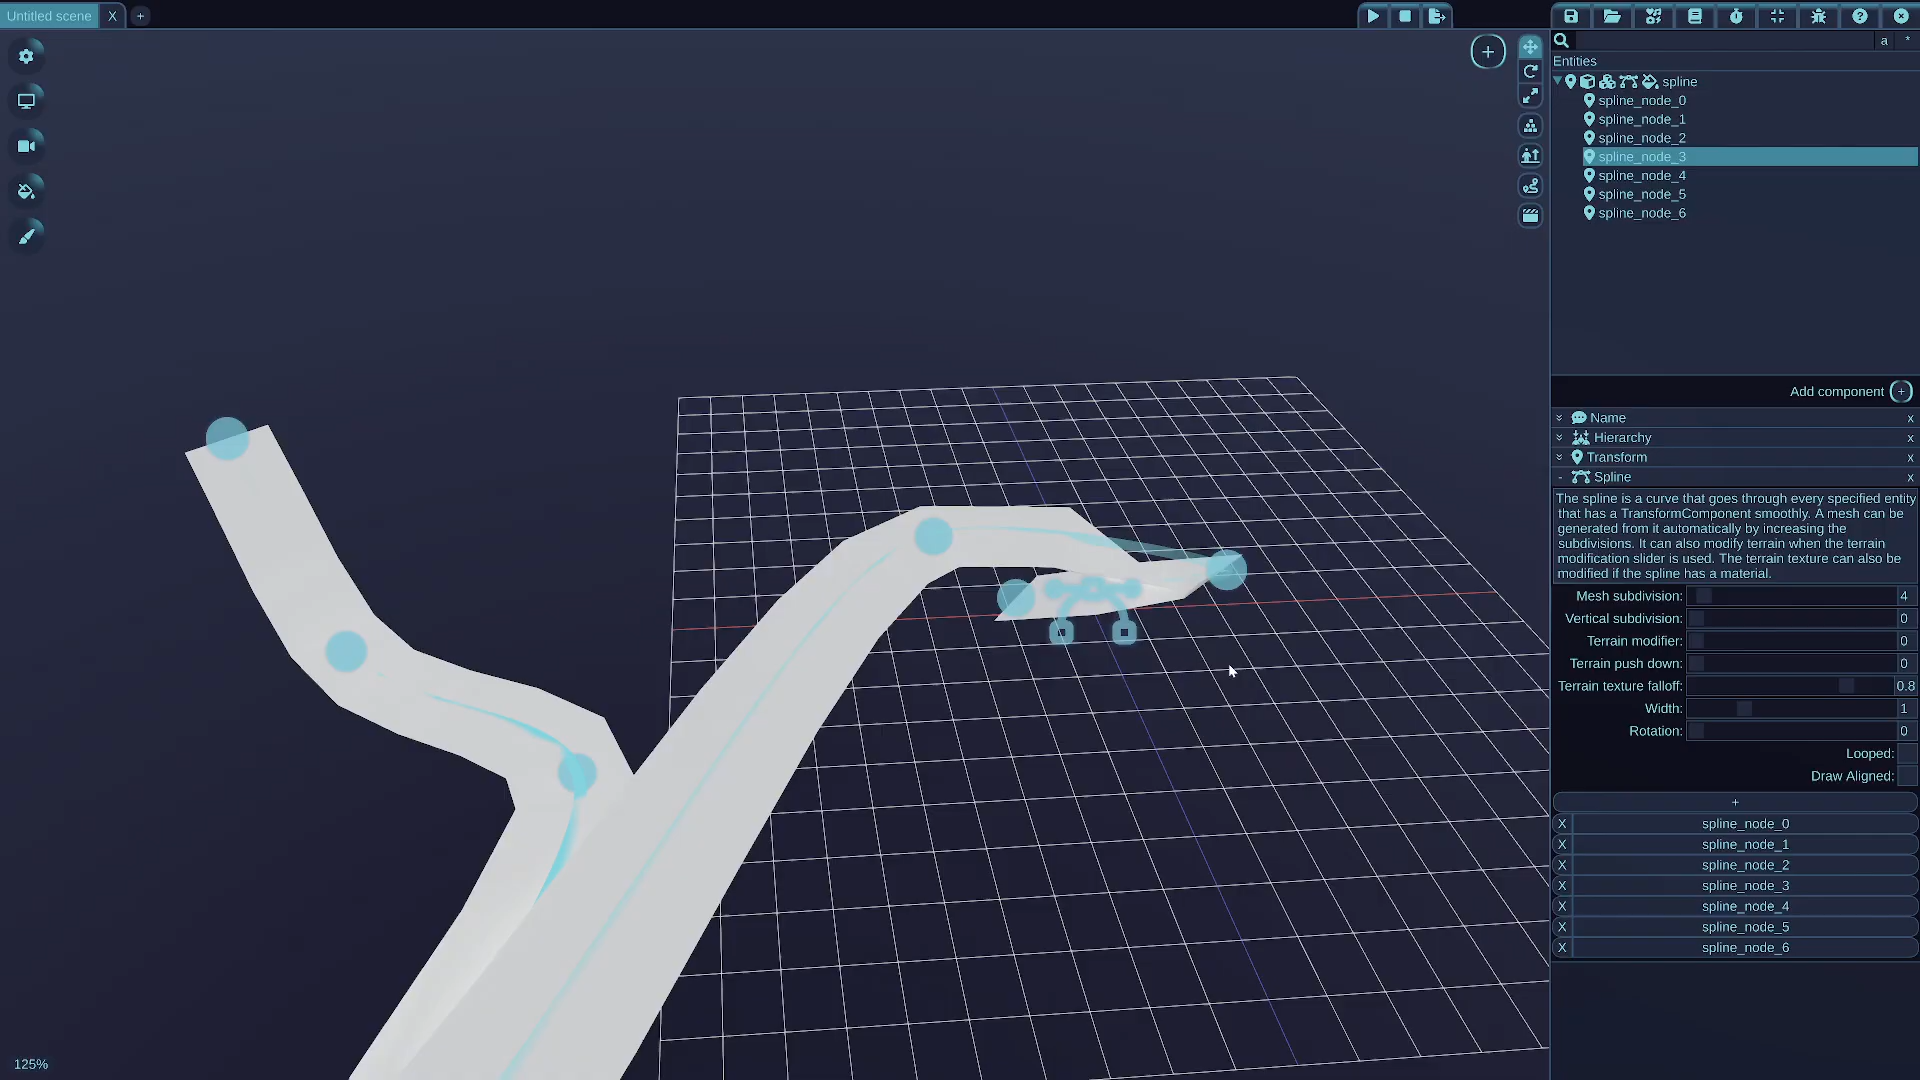 Untitled scene
X
+
+
a
*
Entities
spline
spline_node_0
spline_node_1
spline_node_2
spline_node_3
spline_node_4
spline_node_5
spline_node_6
Add component
+
Name
x
Hierarchy
x
Transform
x
- Spline
x
The spline is a curve that goes through every specified entity
that has a TransformComponent smoothly. A mesh can be
generated from it automatically by increasing the
subdivisions. It can also modify terrain when the terrain
modification slider is used. The terrain texture can also be
modified if the spline has a material.
Mesh subdivision: 4
Vertical subdivision: 0
Terrain modifier: 0
Terrain push down: 0
Terrain texture falloff: 0.8
Width: 1
Rotation: 0
Looped:
Draw Aligned:
+
X spline_node_0
X spline_node_1
X spline_node_2
X spline_node_3
X spline_node_4
X spline_node_5
X spline_node_6
125%